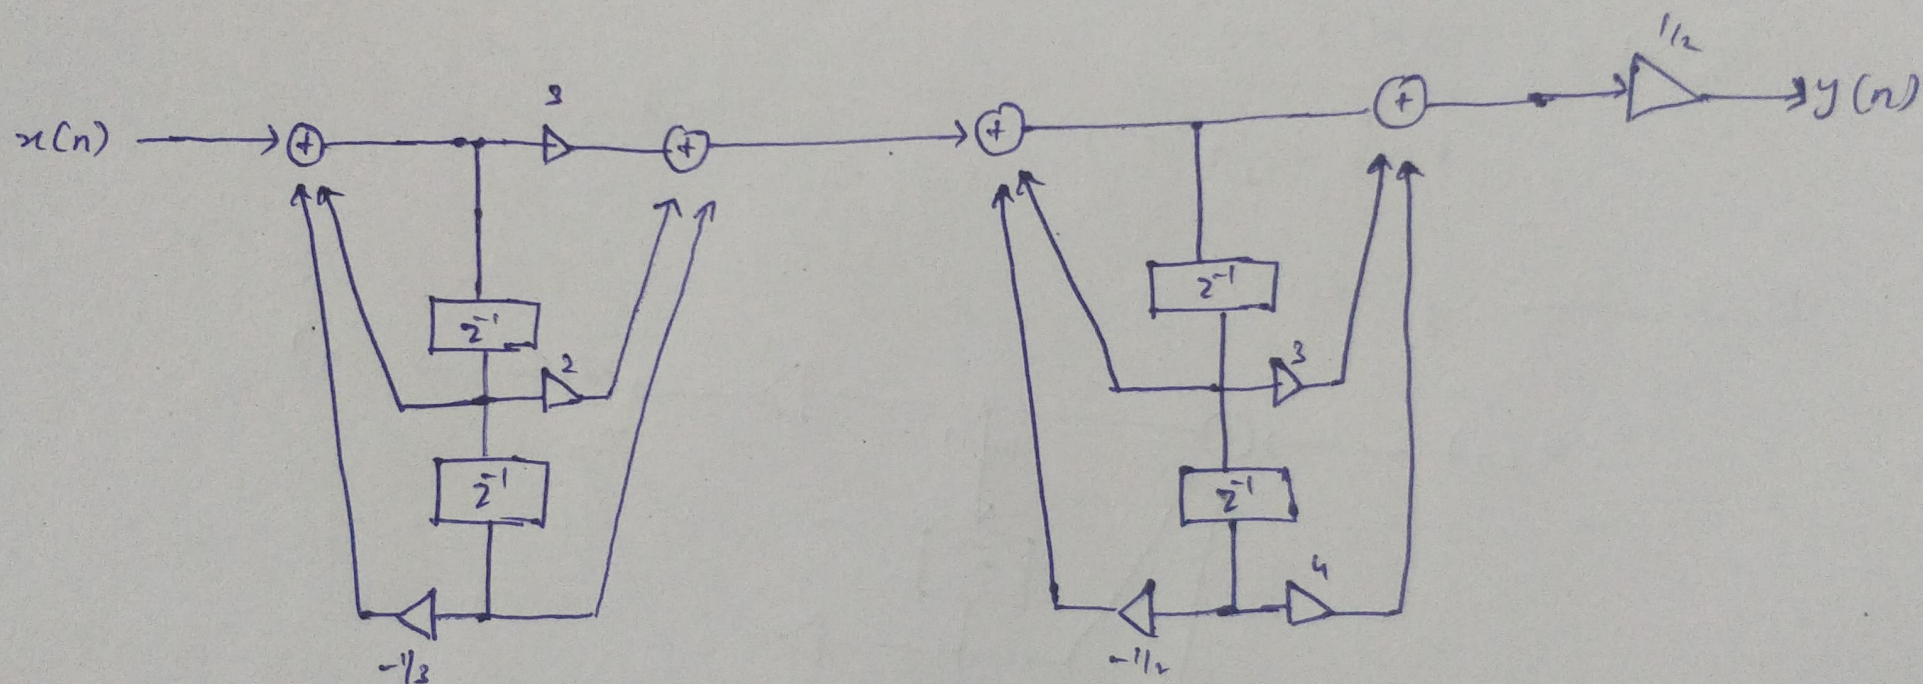 1/2
x(n) + 3 + + + y(n)
z⁻¹
z⁻¹
2 3
z⁻¹ z⁻¹
4
-1/3 -1/2